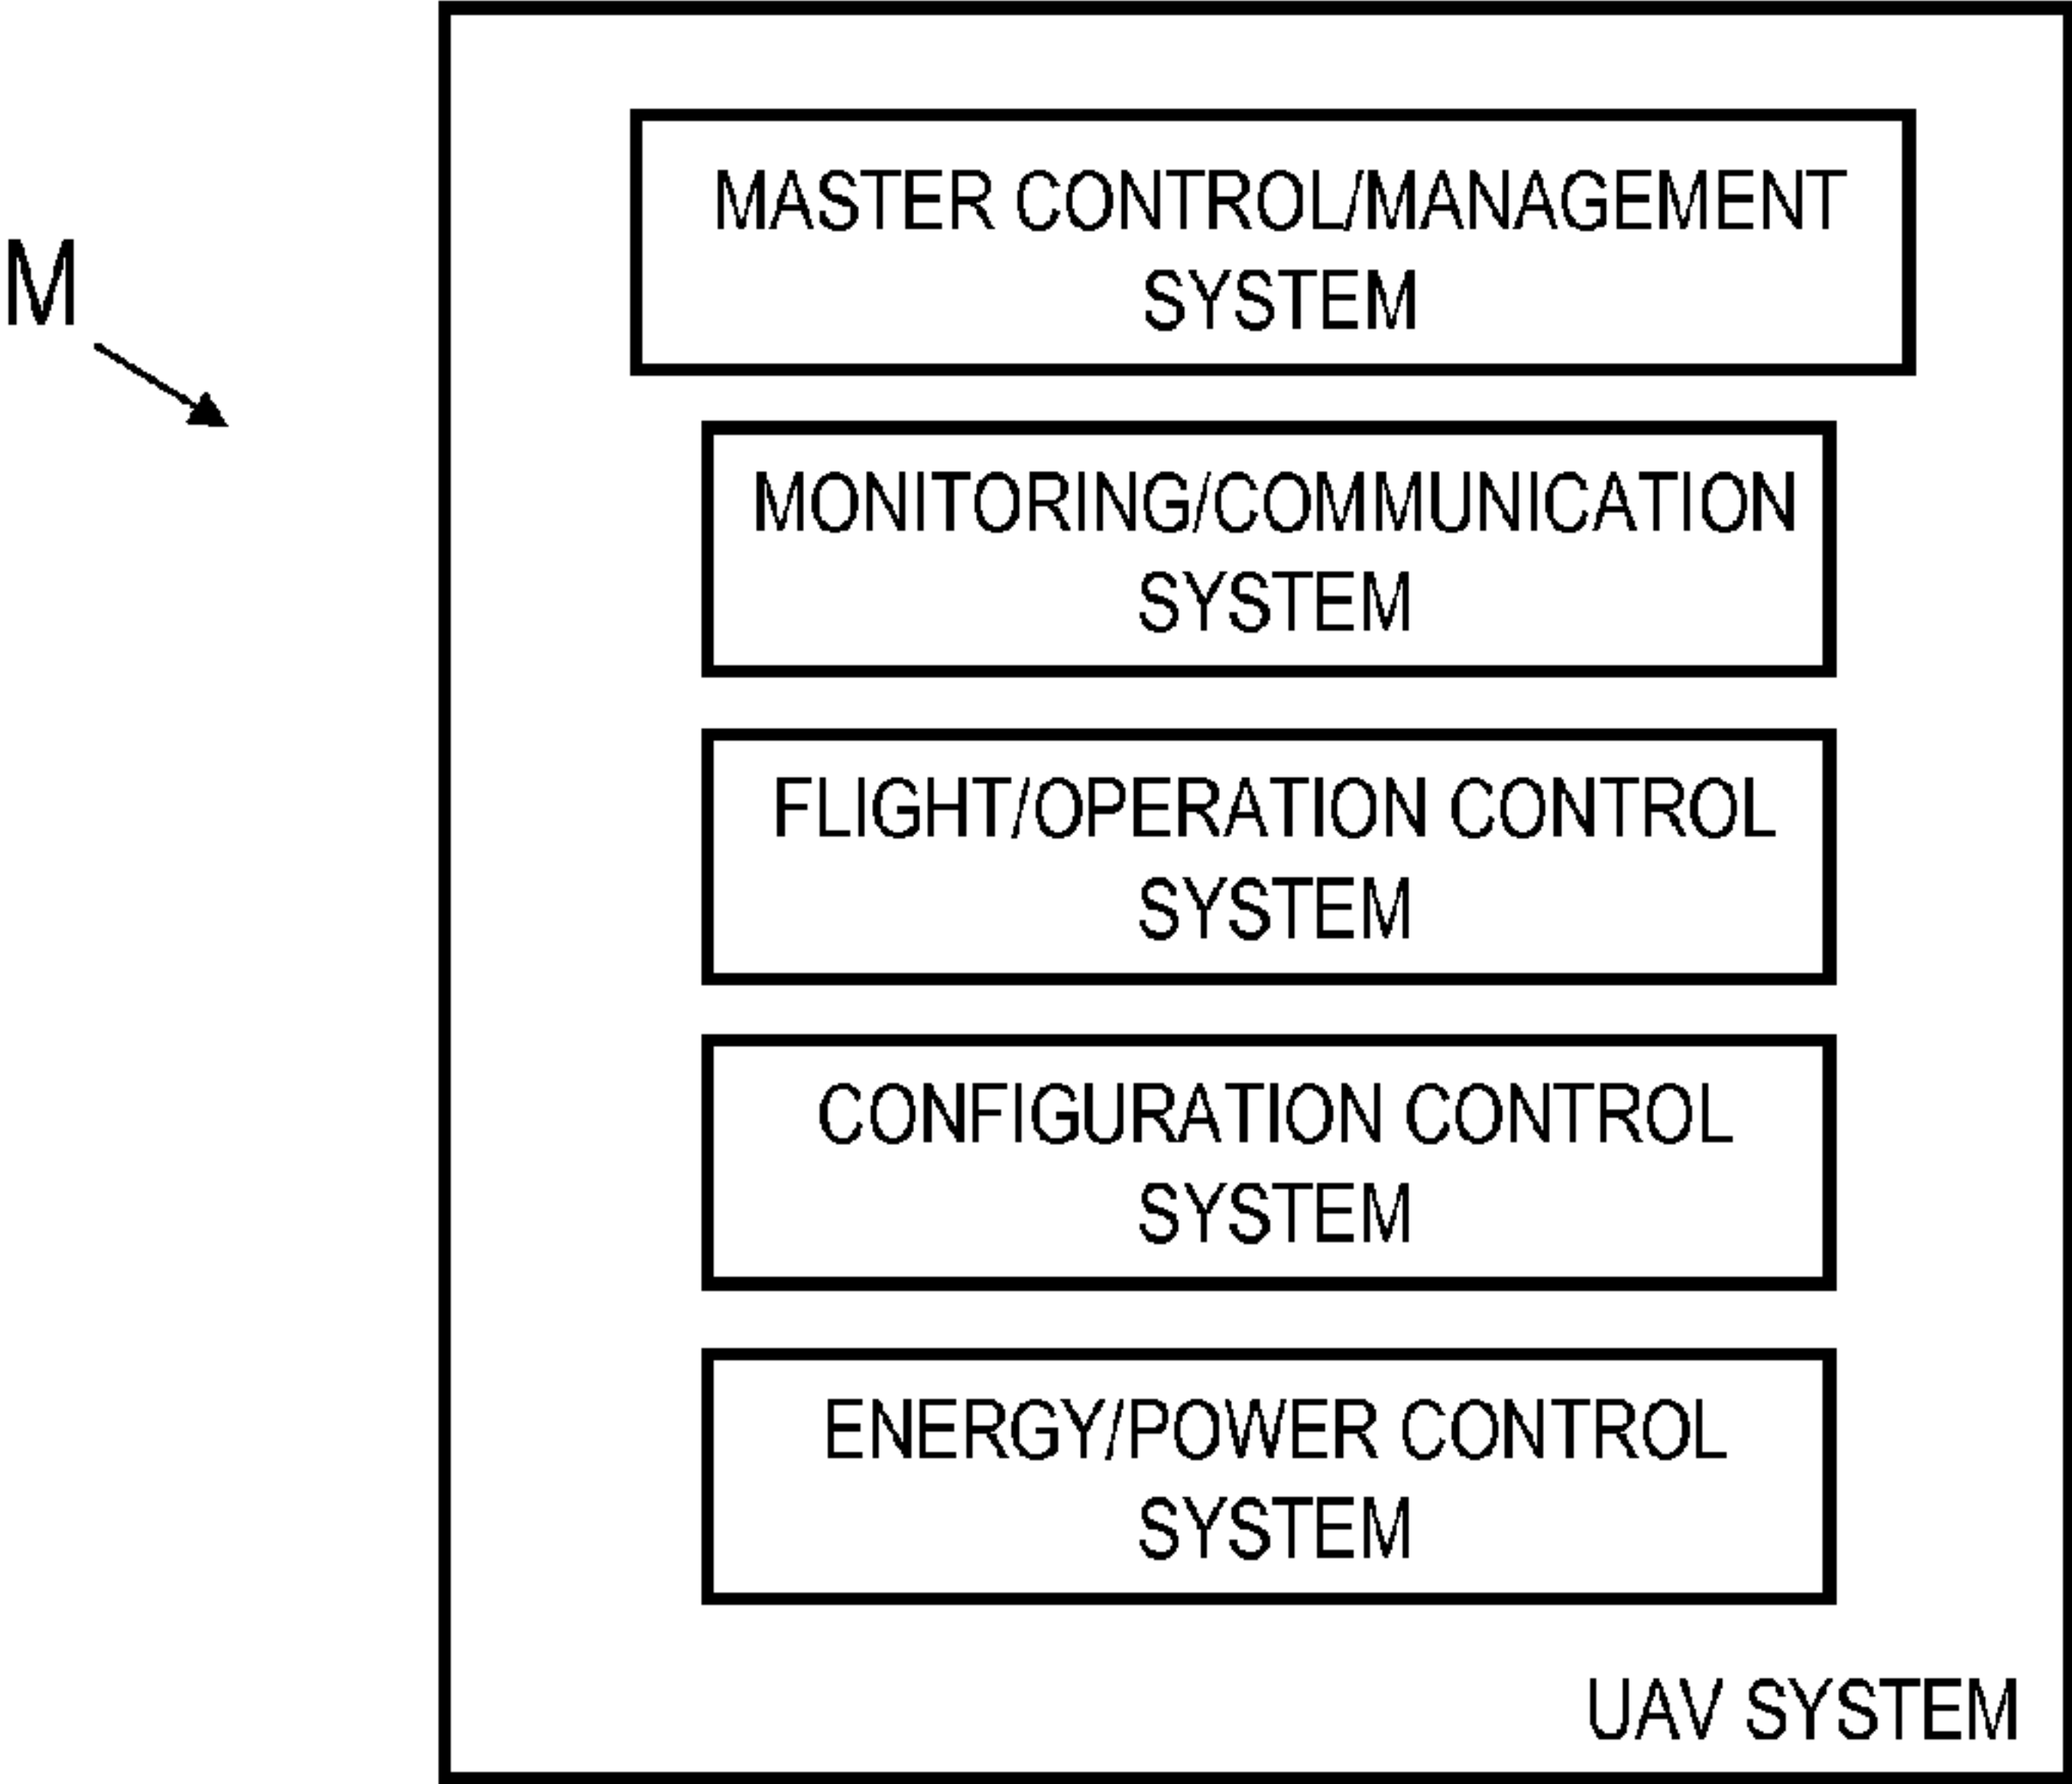 M
MASTER CONTROL/MANAGEMENT
SYSTEM
MONITORING/COMMUNICATION
SYSTEM
FLIGHT/OPERATION CONTROL
SYSTEM
CONFIGURATION CONTROL
SYSTEM
ENERGY/POWER CONTROL
SYSTEM
UAV SYSTEM